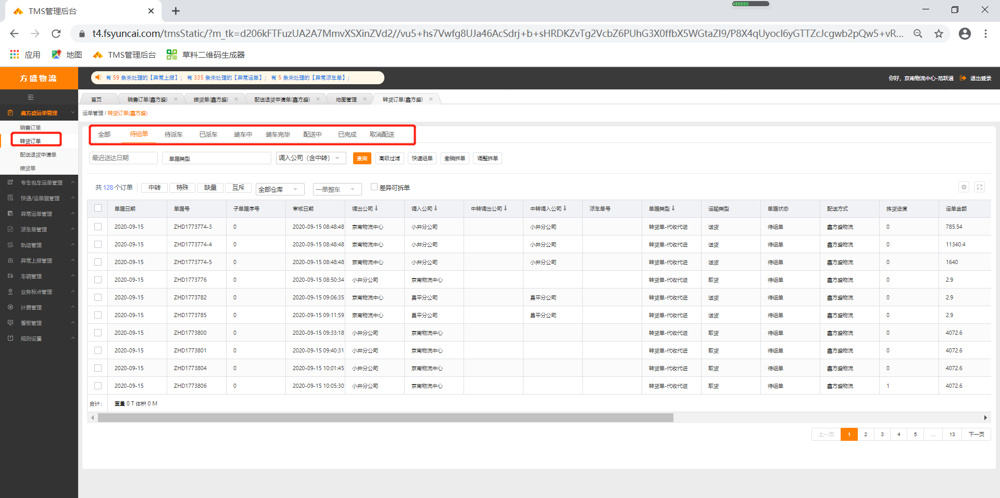 TMS管理后台
t4.fsyuncai.com/tmsStatic/?m_tk=d206kFTFuzUA2A7MmvXSXinZVd2//vu5+hs7Vwfg8UJa46AcSdrj+b+sHRDKZvTg2VcbZ6PUhG3X0ffbX5WGtaZI9/P8X4qUyocI6yGTTZcJcgwb2pQw5+vR...
应用 地图 TMS管理后台 草料二维码生成器
方盛物流
有 59 条未处理的【异常上报】； 有 335 条未处理的【异常运单】； 有 5 条未处理的【异常派车单】；
你好，京南物流中心-范跃通 退出登录
首页 销售订单(鑫方盛) 接货单(鑫方盛) 配送退货申请单(鑫方盛) 地图管理 转货订单(鑫方盛)
运单管理 / 转货订单(鑫方盛)
鑫方盛运单管理
销售订单
转货订单
配送退货申请单
接货单
专车包车运单管理
快递/运单据管理
异常运单管理
派车单管理
轨迹管理
异常上报管理
车辆管理
业务标点管理
计费管理
看板管理
规则设置
全部 待组单 待派车 已派车 装车中 装车完毕 配送中 已完成 取消配送
最迟送达日期 单据类型 调入公司（含中转） 查询 高级过滤 快速组单 撤销拆单 调整拆单
共 128 个订单 中转 特殊 缺量 互斥 全部仓库 一单整车 差异可拆单
单据日期 单据号 子单据序号 审核日期 调出公司 调入公司 中转调出公司 中转调入公司 派车单号 单据类型 运输类型 单据状态 配送方式 拣货进度 运单金额
2020-09-15 ZHD1773774-3 0 2020-09-15 08:48:48 京南物流中心 小井分公司 小井分公司 转货单-代收代进 送货 待组单 鑫方盛物流 0 785.54
2020-09-15 ZHD1773774-4 0 2020-09-15 08:48:48 京南物流中心 小井分公司 小井分公司 转货单-代收代进 送货 待组单 鑫方盛物流 0 11340.4
2020-09-15 ZHD1773774-5 0 2020-09-15 08:48:48 京南物流中心 小井分公司 小井分公司 转货单-代收代进 送货 待组单 鑫方盛物流 0 1640
2020-09-15 ZHD1773776 0 2020-09-15 08:50:34 小井分公司 京南物流中心 转货单-代收代进 取货 待组单 鑫方盛物流 0 2.9
2020-09-15 ZHD1773782 0 2020-09-15 09:06:35 京南物流中心 昌平分公司 昌平分公司 转货单-代收代进 送货 待组单 鑫方盛物流 0 2.9
2020-09-15 ZHD1773785 0 2020-09-15 09:11:59 京南物流中心 昌平分公司 昌平分公司 转货单-代收代进 送货 待组单 鑫方盛物流 0 2.9
2020-09-15 ZHD1773800 0 2020-09-15 09:33:18 小井分公司 京南物流中心 转货单-代收代进 取货 待组单 鑫方盛物流 0 4072.6
2020-09-15 ZHD1773801 0 2020-09-15 09:40:31 小井分公司 京南物流中心 转货单-代收代进 取货 待组单 鑫方盛物流 0 4072.6
2020-09-15 ZHD1773804 0 2020-09-15 10:01:45 小井分公司 京南物流中心 转货单-代收代进 取货 待组单 鑫方盛物流 0 4072.6
2020-09-15 ZHD1773806 0 2020-09-15 10:05:30 小井分公司 京南物流中心 转货单-代收代进 取货 待组单 鑫方盛物流 1 4072.6
合计： 重量 0 T 体积 0 M
上一页 1 2 3 4 5 ... 13 下一页